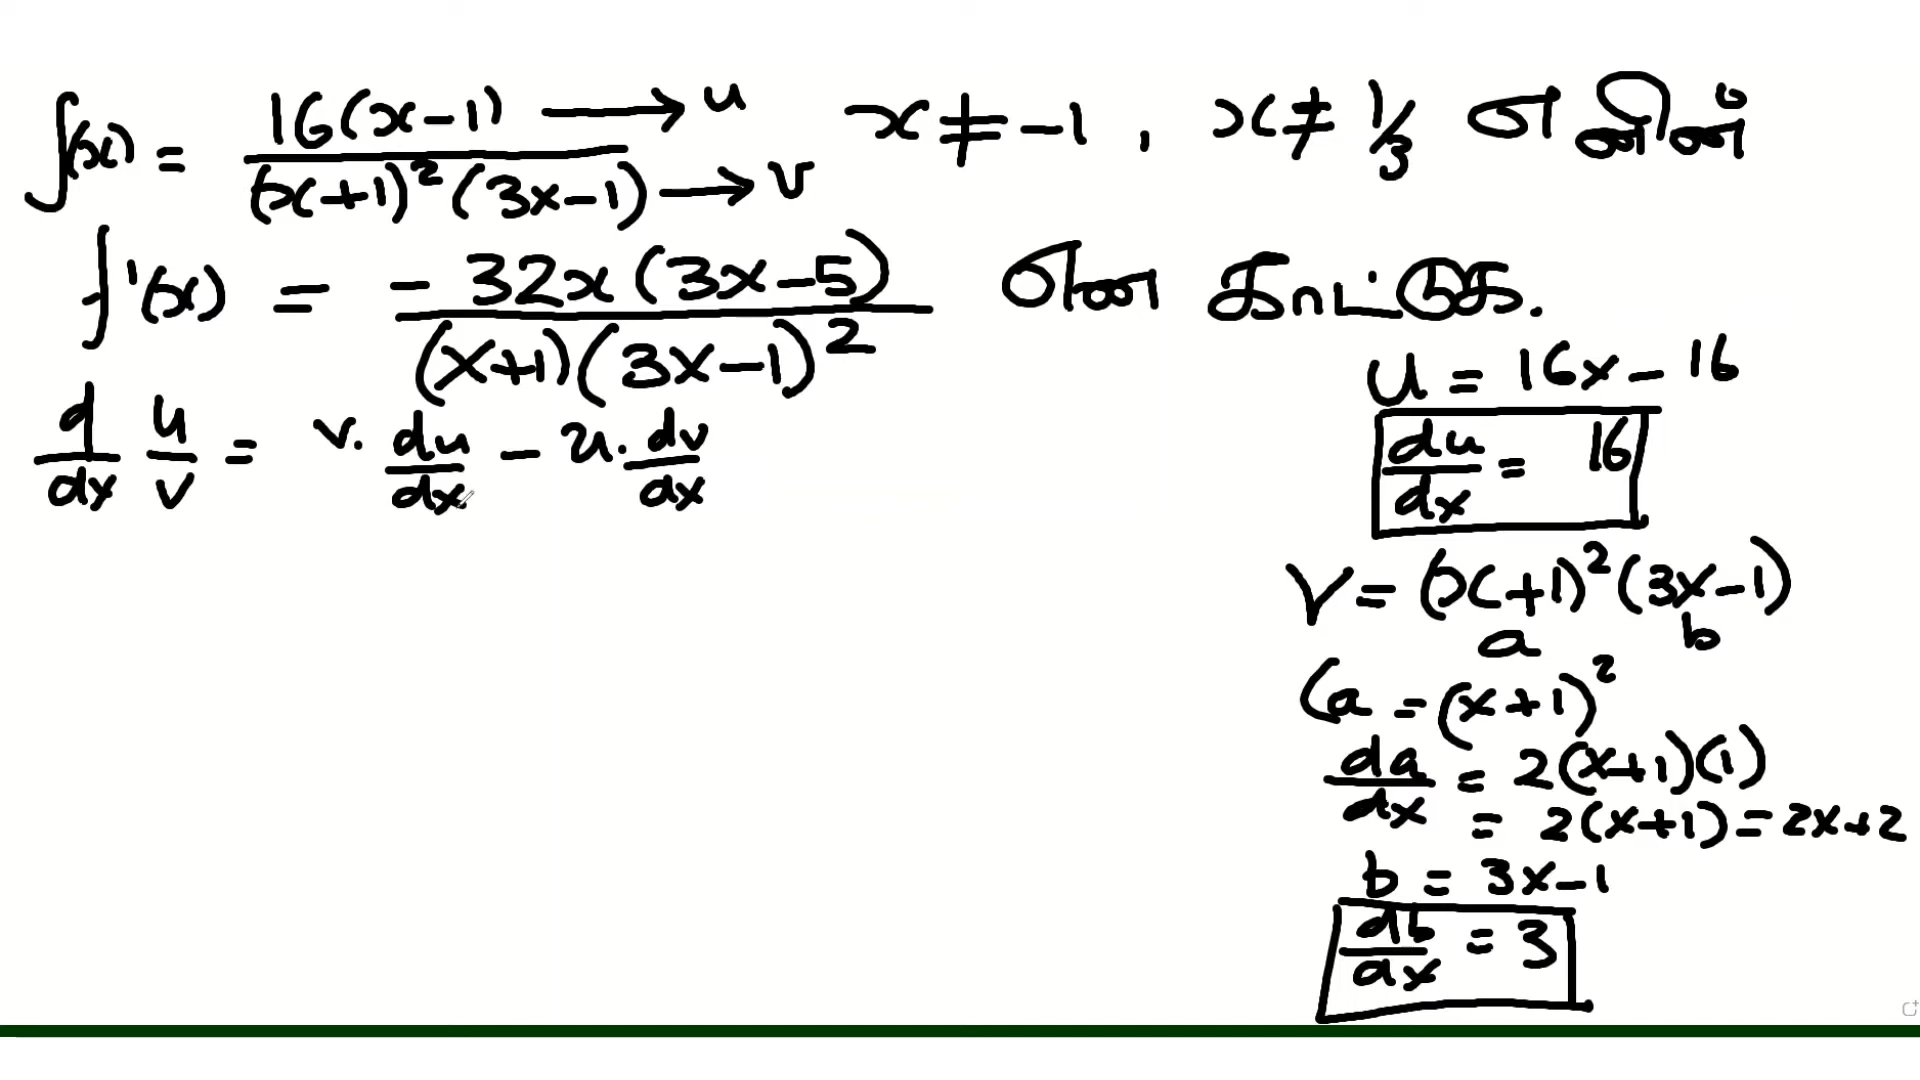 f(x) = 16(x-1) / (x+1)²(3x-1) → u → v x ≠ -1, x ≠ 1/3 எனின்
f'(x) = -32x(3x-5) / (x+1)(3x-1)² என காட்டுக.
d/dx u/v = v. du/dx - u. dv/dx
u = 16x - 16
du/dx = 16
v = (x+1)²(3x-1)
a b
(a = (x+1)²
da/dx = 2(x+1)(1)
= 2(x+1) = 2x+2
b = 3x-1
db/dx = 3